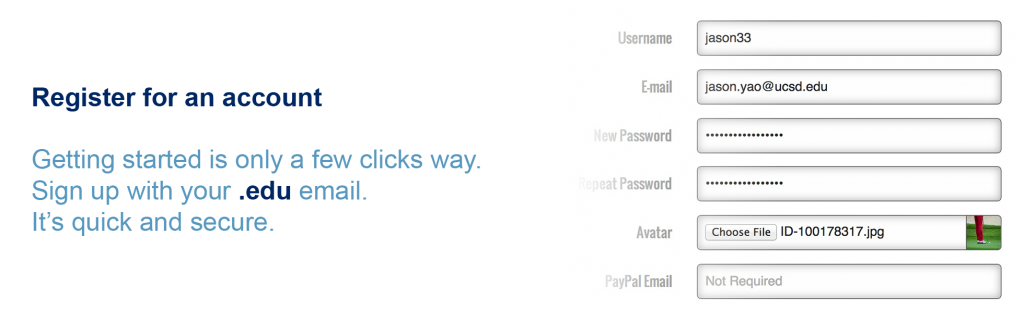 Register for an account
Getting started is only a few clicks way.
Sign up with your .edu email.
It's quick and secure.
Username jason33
E-mail jason.yao@ucsd.edu
New Password ••••••••••••••••
Repeat Password ••••••••••••••••
Avatar Choose File ID-100178317.jpg
PayPal Email Not Required